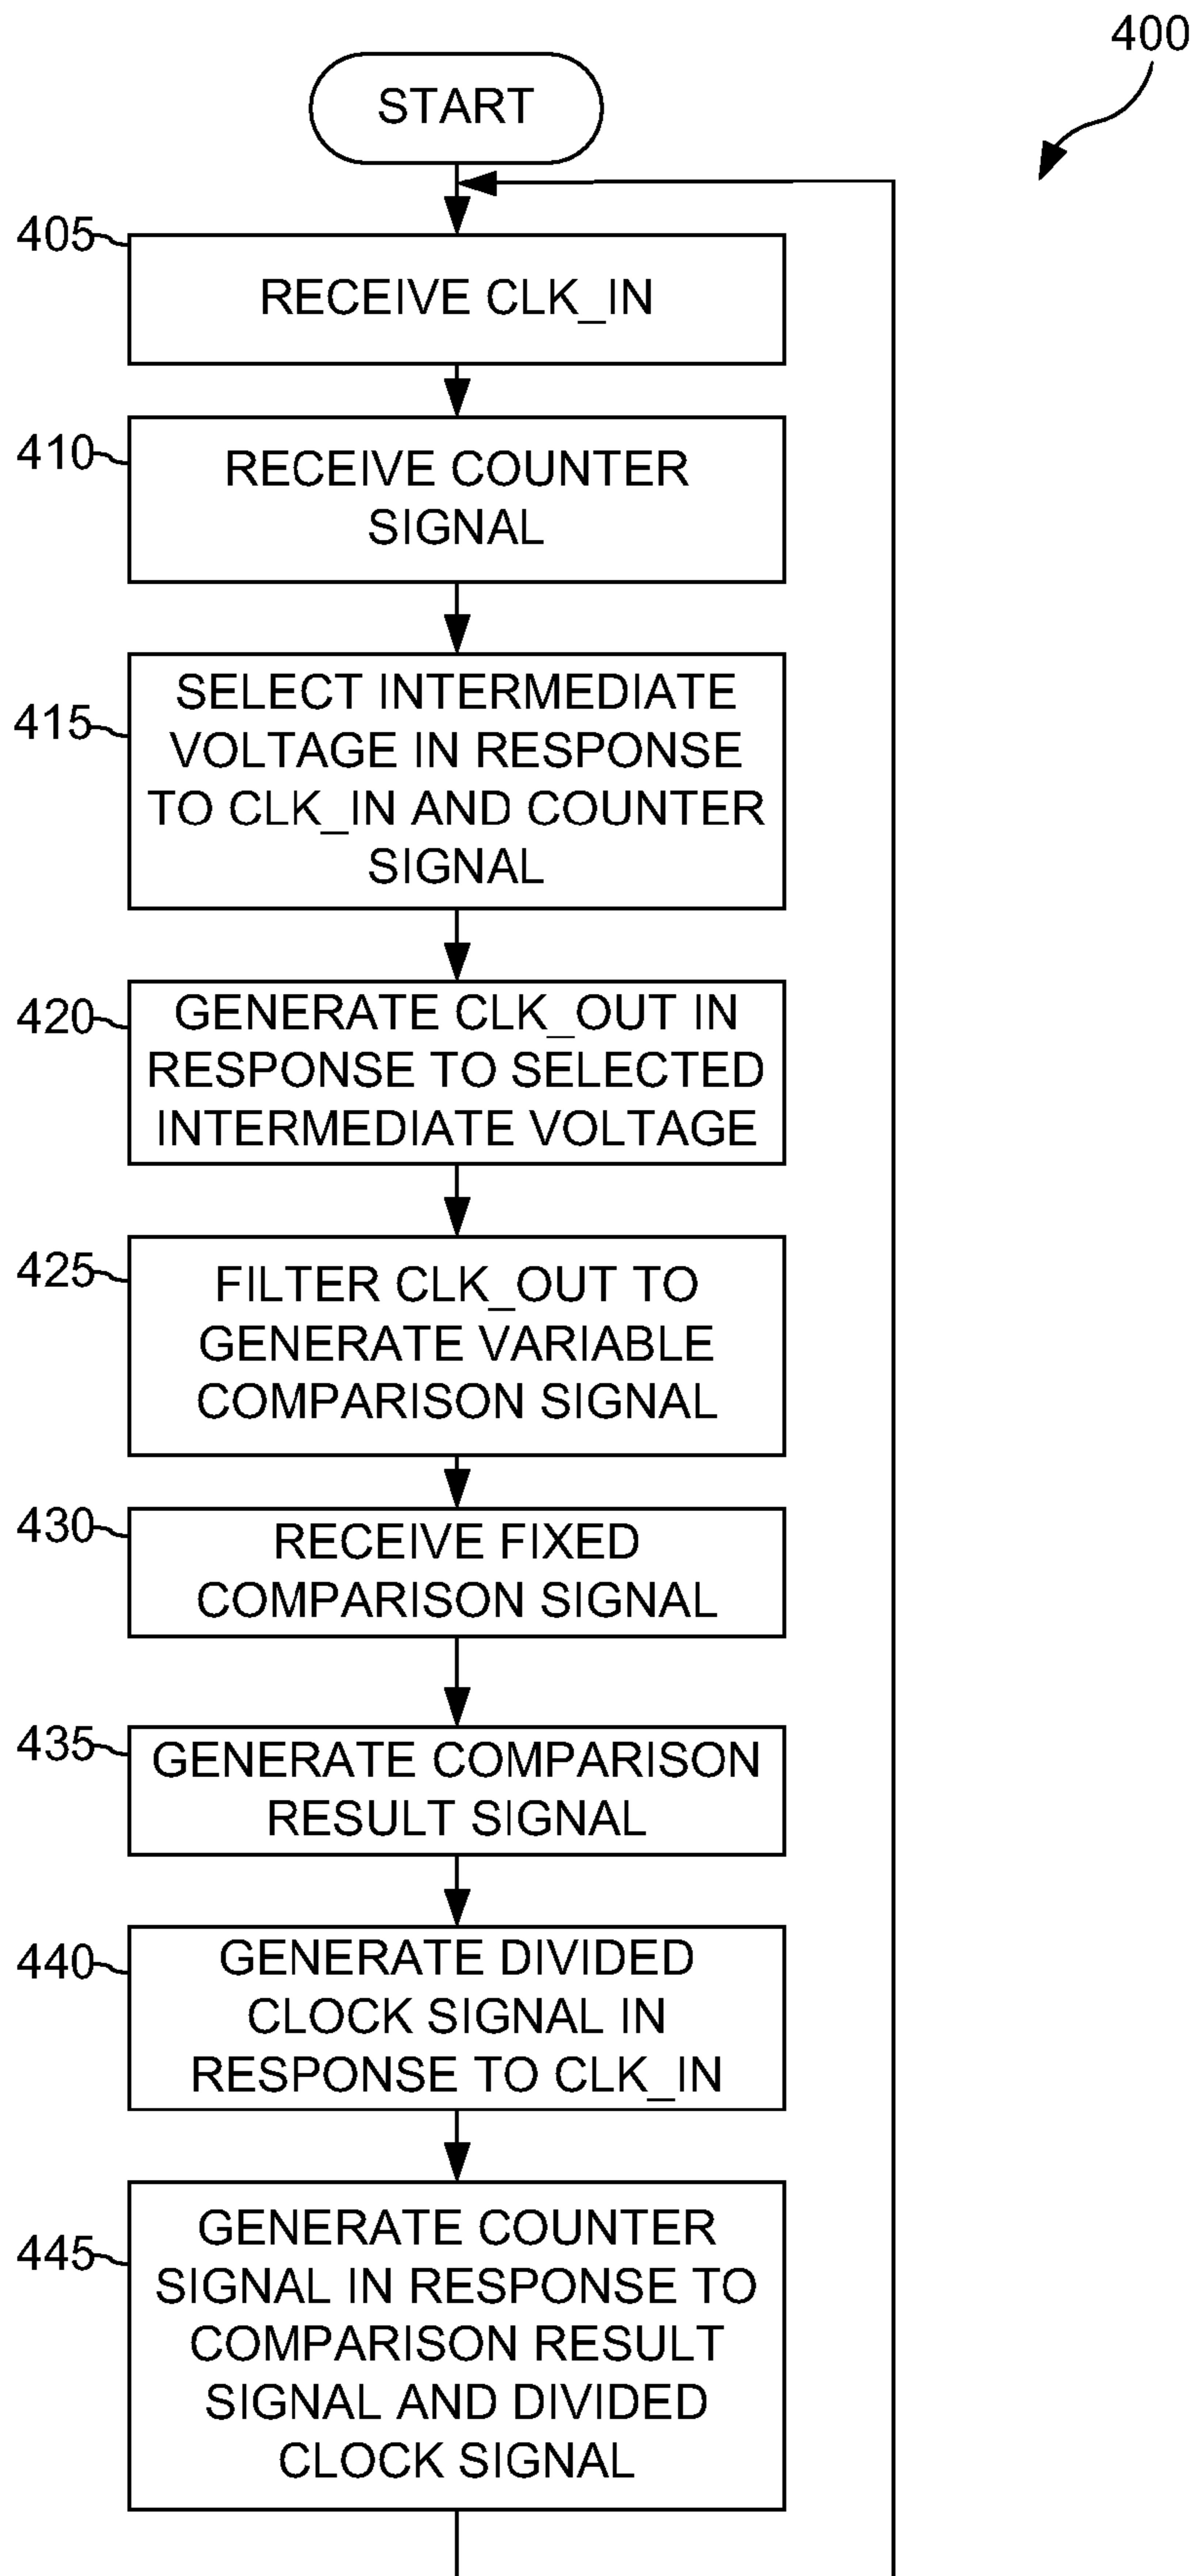 400
START
405
RECEIVE CLK_IN
410
RECEIVE COUNTER
SIGNAL
415
SELECT INTERMEDIATE
VOLTAGE IN RESPONSE
TO CLK_IN AND COUNTER
SIGNAL
420
GENERATE CLK_OUT IN
RESPONSE TO SELECTED
INTERMEDIATE VOLTAGE
425
FILTER CLK_OUT TO
GENERATE VARIABLE
COMPARISON SIGNAL
430
RECEIVE FIXED
COMPARISON SIGNAL
435
GENERATE COMPARISON
RESULT SIGNAL
440
GENERATE DIVIDED
CLOCK SIGNAL IN
RESPONSE TO CLK_IN
445
GENERATE COUNTER
SIGNAL IN RESPONSE TO
COMPARISON RESULT
SIGNAL AND DIVIDED
CLOCK SIGNAL